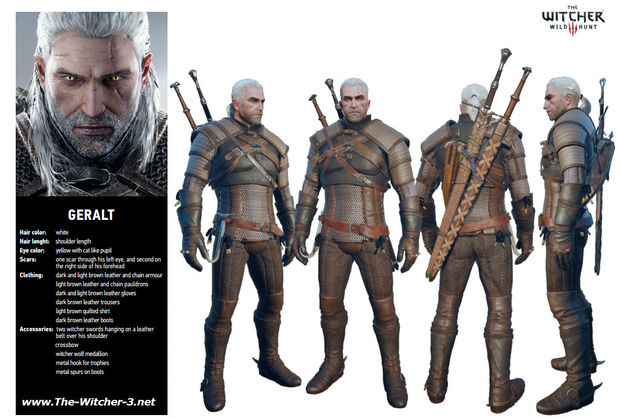 THE
WITCHER
WILD HUNT
GERALT
Hair color: white
Hair lenght: shoulder length
Eye color: yellow with cat like pupil
Scars: one scar through his left eye, and second on
the right side of his forehead
Clothing: dark and light brown leather and chain armour
light brown leather and chain pauldrons
dark and light brown leather gloves
dark brown leather trousers
light brown quilted shirt
dark brown leather boots
Accessories: two witcher swords hanging on a leather
belt over his shoulder
crossbow
witcher wolf medallion
metal hook for trophies
metal spurs on boots
www.The-Witcher-3.net